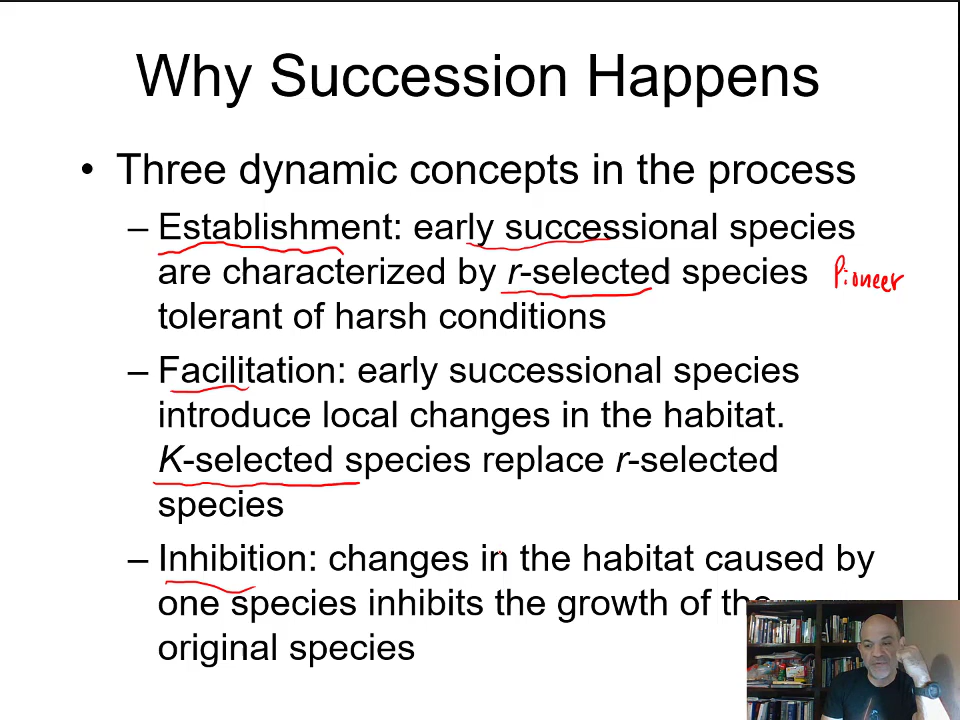 Why Succession Happens
• Three dynamic concepts in the process
– Establishment: early successional species
are characterized by r-selected species Pioneer
tolerant of harsh conditions
– Facilitation: early successional species
introduce local changes in the habitat.
K-selected species replace r-selected
species
– Inhibition: changes in the habitat caused by
one species inhibits the growth of the
original species